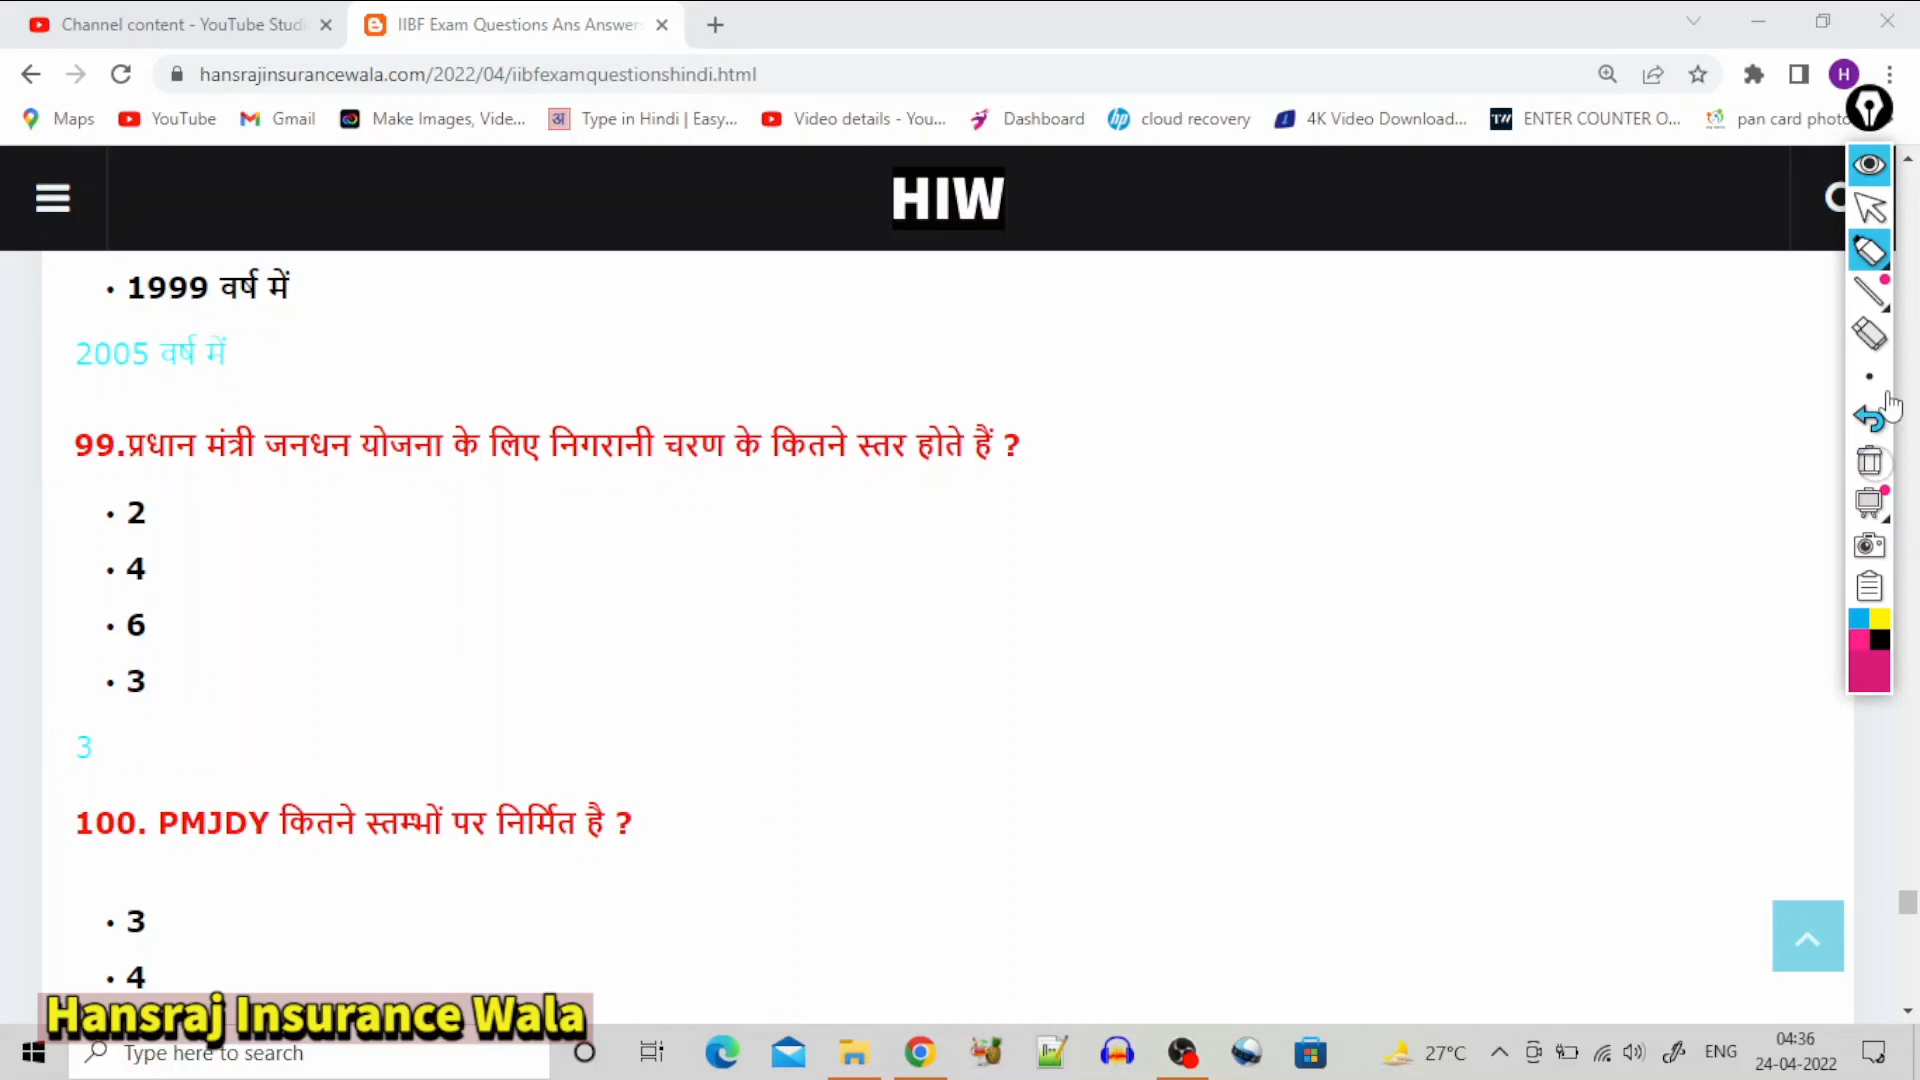 Channel content - YouTube Studi
IIBF Exam Questions Ans Answers
hansrajinsurancewala.com/2022/04/iibfexamquestionshindi.html
H
Maps
YouTube
Gmail
Make Images, Vide...
Type in Hindi | Easy...
Video details - You...
Dashboard
cloud recovery
4K Video Download...
ENTER COUNTER O...
pan card photo
HIW
• 1999 वर्ष में
2005 वर्ष में
99.प्रधान मंत्री जनधन योजना के लिए निगरानी चरण के कितने स्तर होते हैं ?
• 2
• 4
• 6
• 3
3
100. PMJDY कितने स्तम्भों पर निर्मित है ?
• 3
• 4
Hansraj Insurance Wala
Type here to search
27°C
ENG
04:36
24-04-2022